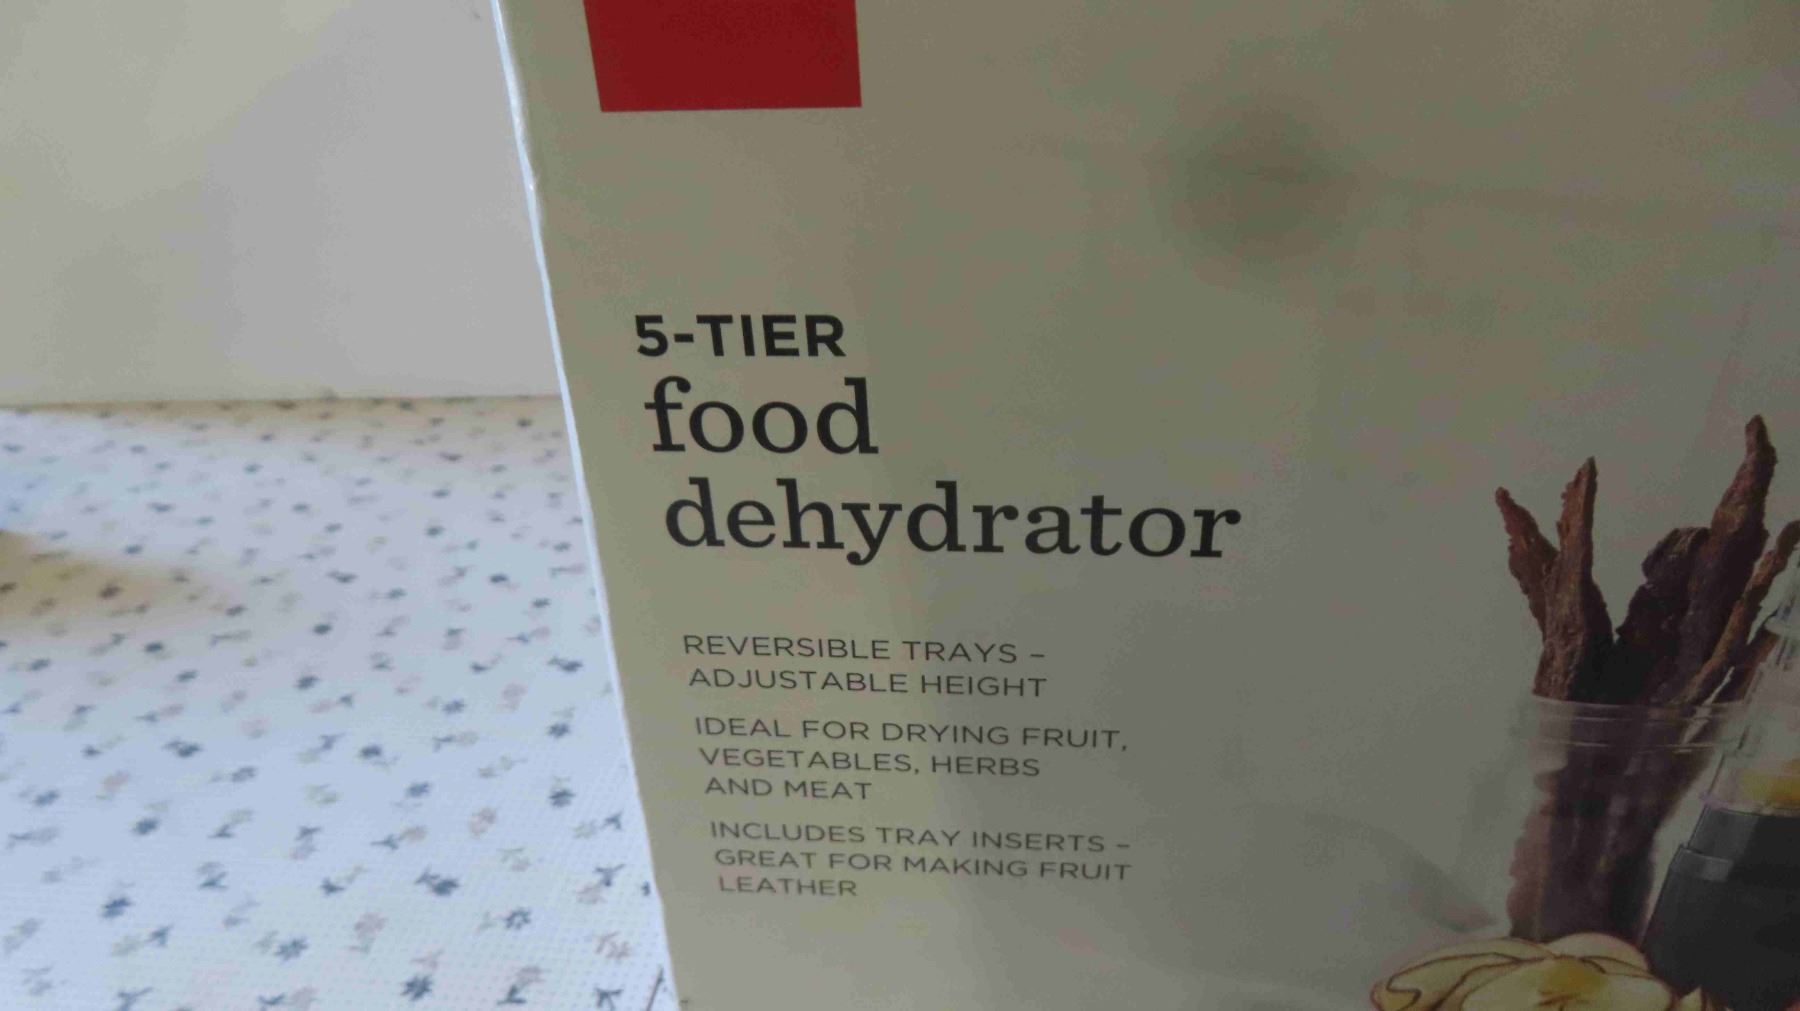 5-TIER
food
dehydrator
REVERSIBLE TRAYS –
ADJUSTABLE HEIGHT
IDEAL FOR DRYING FRUIT,
VEGETABLES, HERBS
AND MEAT
INCLUDES TRAY INSERTS –
GREAT FOR MAKING FRUIT
LEATHER